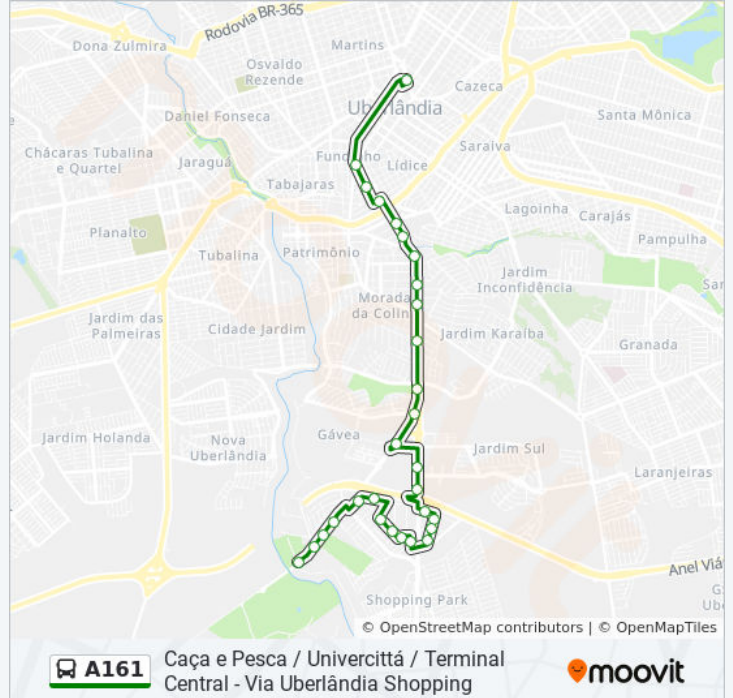 Rodovia BR-365
Dona Zulmira
Martins
Osvaldo
Rezende
Cazeca
Uberlândia
Daniel Fonseca
Santa Mônica
Chácaras Tubalina
e Quartel
Jaraguá
Lídice
Saraiva
Tabajaras
Lagoinha
Carajás
Planalto
Pampulha
Tubalina
Patrimônio
Jardim
Inconfidência
Morada
da Colin
Jardim das
Palmeiras
Cidade Jardim
Jardim Karaíba
Granada
Gávea
Jardim Holanda
Nova
Uberlândia
Jardim Sul
Laranjeiras
Anel Viá
Shopping Park
© OpenStreetMap contributors | © OpenMapTiles
A161
Caça e Pesca / Univercittá / Terminal
Central - Via Uberlândia Shopping
moovit